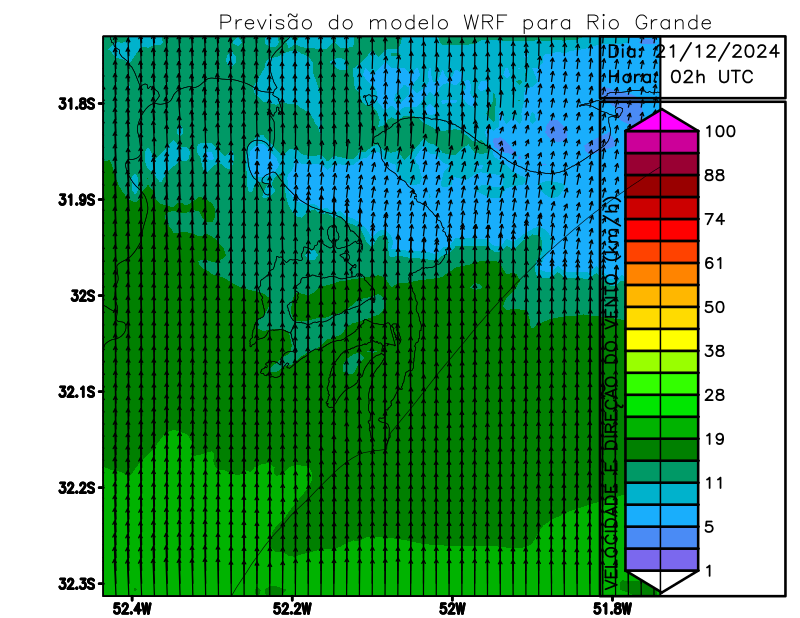 Previsão do modelo WRF para Rio Grande
Dia: 21/12/2024
Hora: 02h UTC
31.8S
31.9S
32S
32.1S
32.2S
32.3S
52.4W
52.2W
52W
51.8W
VELOCIDADE E DIREÇÃO DO VENTO (km/h)
100
88
74
61
50
38
28
19
11
5
1